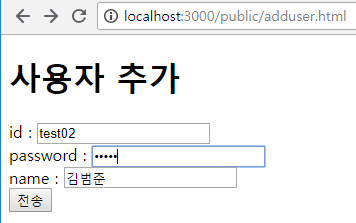 localhost:3000/public/adduser.html
사용자 추가
id : test02
password : •••••
name : 김범준
전송